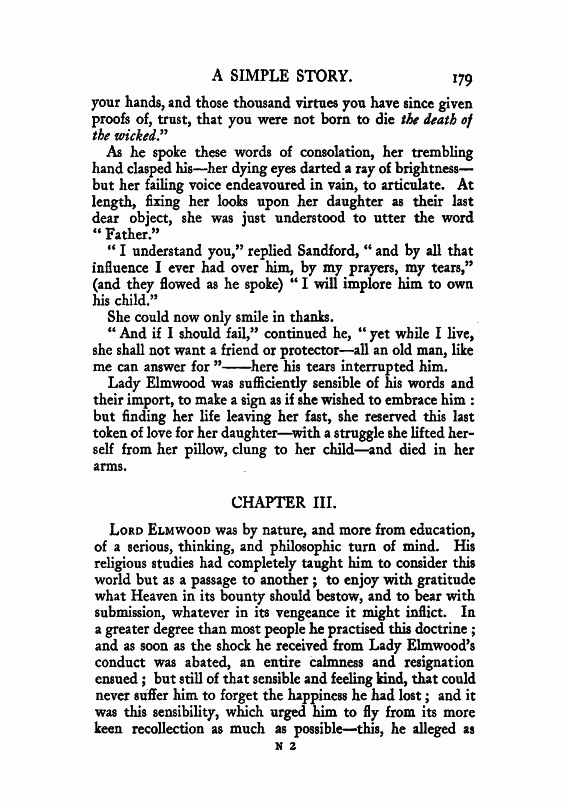 A SIMPLE STORY. 179
your hands, and those thousand virtues you have since given
proofs of, trust, that you were not born to die the death of
the wicked.”
As he spoke these words of consolation, her trembling
hand clasped his—her dying eyes darted a ray of brightness—
but her failing voice endeavoured in vain, to articulate. At
length, fixing her looks upon her daughter as their last
dear object, she was just understood to utter the word
“ Father.”
“ I understand you,” replied Sandford, “ and by all that
influence I ever had over him, by my prayers, my tears,”
(and they flowed as he spoke) “ I will implore him to own
his child.”
She could now only smile in thanks.
“ And if I should fail,” continued he, “ yet while I live,
she shall not want a friend or protector—all an old man, like
me can answer for ”——here his tears interrupted him.
Lady Elmwood was sufficiently sensible of his words and
their import, to make a sign as if she wished to embrace him :
but finding her life leaving her fast, she reserved this last
token of love for her daughter—with a struggle she lifted her-
self from her pillow, clung to her child—and died in her
arms.
CHAPTER III.
LORD ELMWOOD was by nature, and more from education,
of a serious, thinking, and philosophic turn of mind. His
religious studies had completely taught him to consider this
world but as a passage to another ; to enjoy with gratitude
what Heaven in its bounty should bestow, and to bear with
submission, whatever in its vengeance it might inflict. In
a greater degree than most people he practised this doctrine ;
and as soon as the shock he received from Lady Elmwood’s
conduct was abated, an entire calmness and resignation
ensued ; but still of that sensible and feeling kind, that could
never suffer him to forget the happiness he had lost ; and it
was this sensibility, which urged him to fly from its more
keen recollection as much as possible—this, he alleged as
N 2